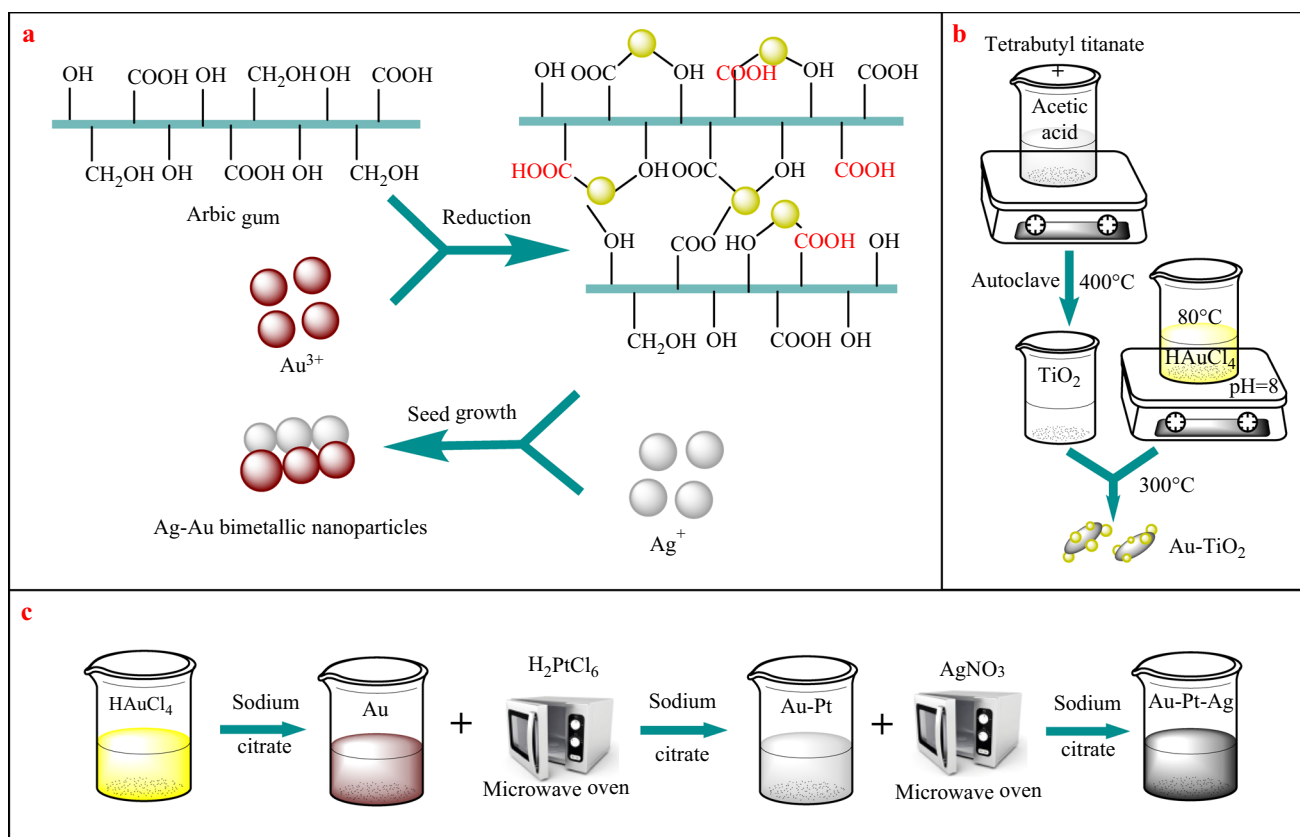 a
OH
COOH
OH
CH₂OH
OH
COOH
CH₂OH
OH
COOH
OH
CH₂OH
Arbic gum
Au³⁺
Reduction
OH
OOC
OH
COOH
OH
COOH
HOOC
OH
OOC
OH
COOH
OH
COO
HO
COOH
OH
CH₂OH
OH
COOH
OH
Seed growth
Ag-Au bimetallic nanoparticles
Ag⁺
b
Tetrabutyl titanate
+
Acetic
acid
Autoclave
400°C
80°C
HAuCl₄
pH=8
TiO₂
300°C
Au-TiO₂
c
HAuCl₄
Sodium
citrate
Au
+
H₂PtCl₆
Microwave oven
Sodium
citrate
Au-Pt
+
AgNO₃
Microwave oven
Sodium
citrate
Au-Pt-Ag